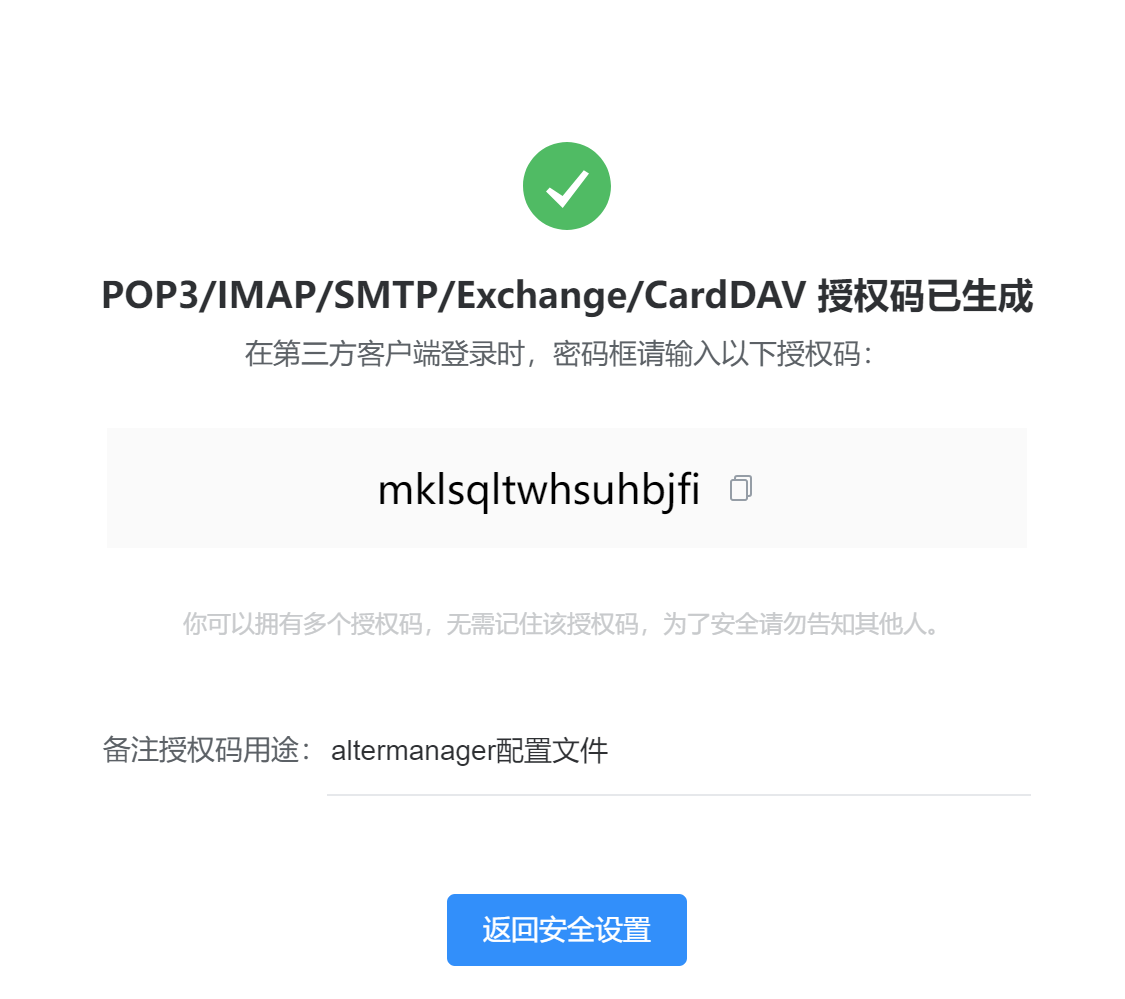 POP3/IMAP/SMTP/Exchange/CardDAV 授权码已生成
在第三方客户端登录时，密码框请输入以下授权码：
mklsqltwhsuhbjfi
你可以拥有多个授权码，无需记住该授权码，为了安全请勿告知其他人。
备注授权码用途： altermanager配置文件
返回安全设置